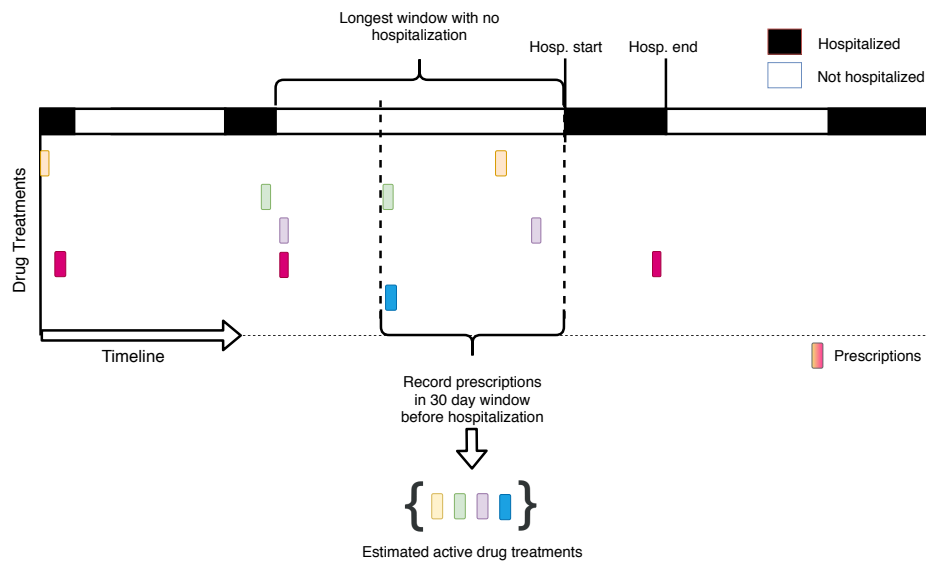 Longest window with no
hospitalization
Hosp. start
Hosp. end
Hospitalized
Not hospitalized
Drug Treatments
Timeline
Prescriptions
Record prescriptions
in 30 day window
before hospitalization
{ }
Estimated active drug treatments